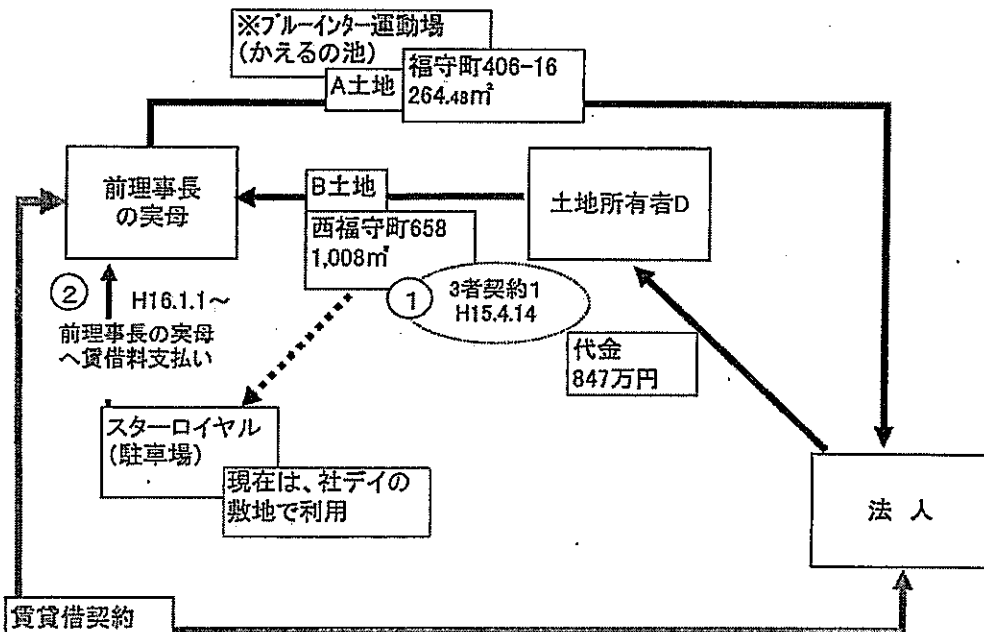 ※ブルーインター運動場
(かえるの池)
A土地
福守町406-16
264.48㎡
前理事長
の実母
B土地
西福守町658
1,008㎡
土地所有者D
① 3者契約1
H15.4.14
② H16.1.1～
前理事長の実母
へ賃借料支払い
代金
847万円
スターロイヤル
(駐車場)
現在は、社デイの
敷地で利用
法 人
賃貸借契約